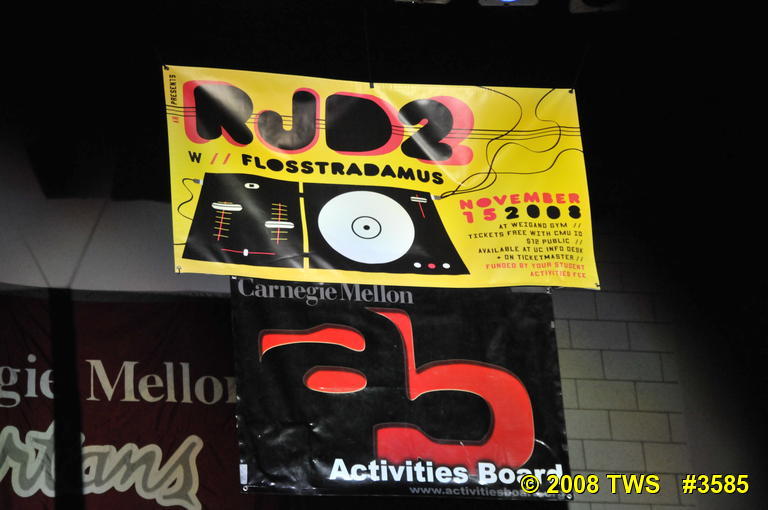 AB PRESENTS
RJD2
W // FLOSSTRADAMUS
NOVEMBER
15 2008
AT WEIGAND GYM //
TICKETS FREE WITH CMU ID
$12 PUBLIC //
AVAILABLE AT UC INFO DESK
+ ON TICKETMASTER //
FUNDED BY YOUR STUDENT
ACTIVITIES FEE
Carnegie Mellon
ab
Activities Board
www.activitiesboard.org
gie Mellon
rtans
© 2008 TWS #3585